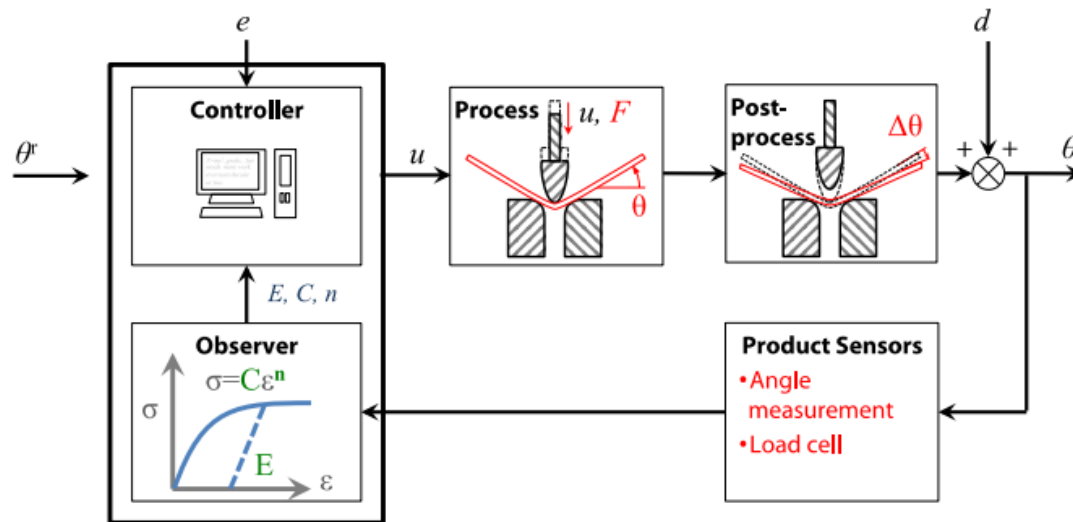 e
d
Controller
Process
u, F
θ
Post-
process
Δθ
+
+
θʳ
u
θ
E, C, n
Observer
σ=Cεⁿ
σ
E
ε
Product Sensors
•Angle
measurement
•Load cell